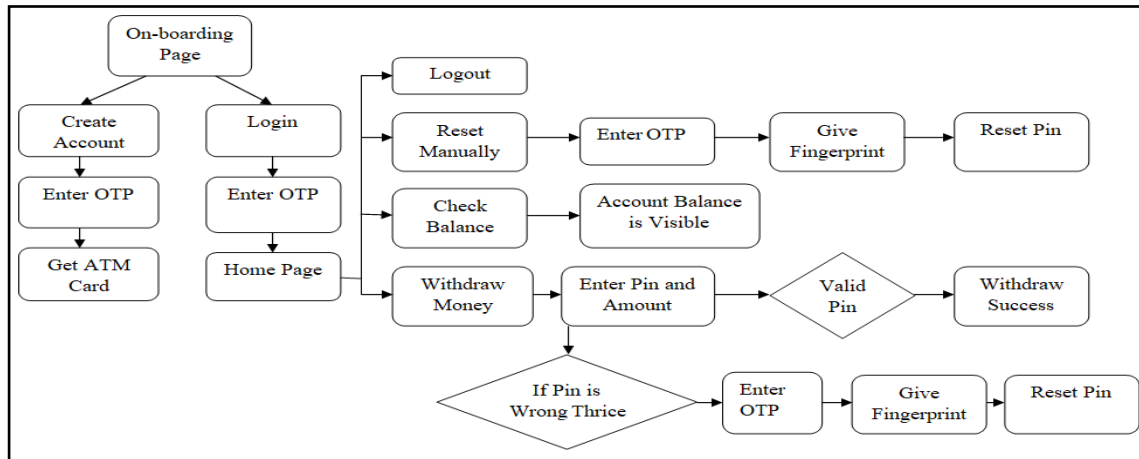 On-boarding
Page
Create
Account
Enter OTP
Get ATM
Card
Login
Enter OTP
Home Page
Logout
Reset
Manually
Enter OTP
Give
Fingerprint
Reset Pin
Check
Balance
Account Balance
is Visible
Withdraw
Money
Enter Pin and
Amount
Valid
Pin
Withdraw
Success
If Pin is
Wrong Thrice
Enter
OTP
Give
Fingerprint
Reset Pin